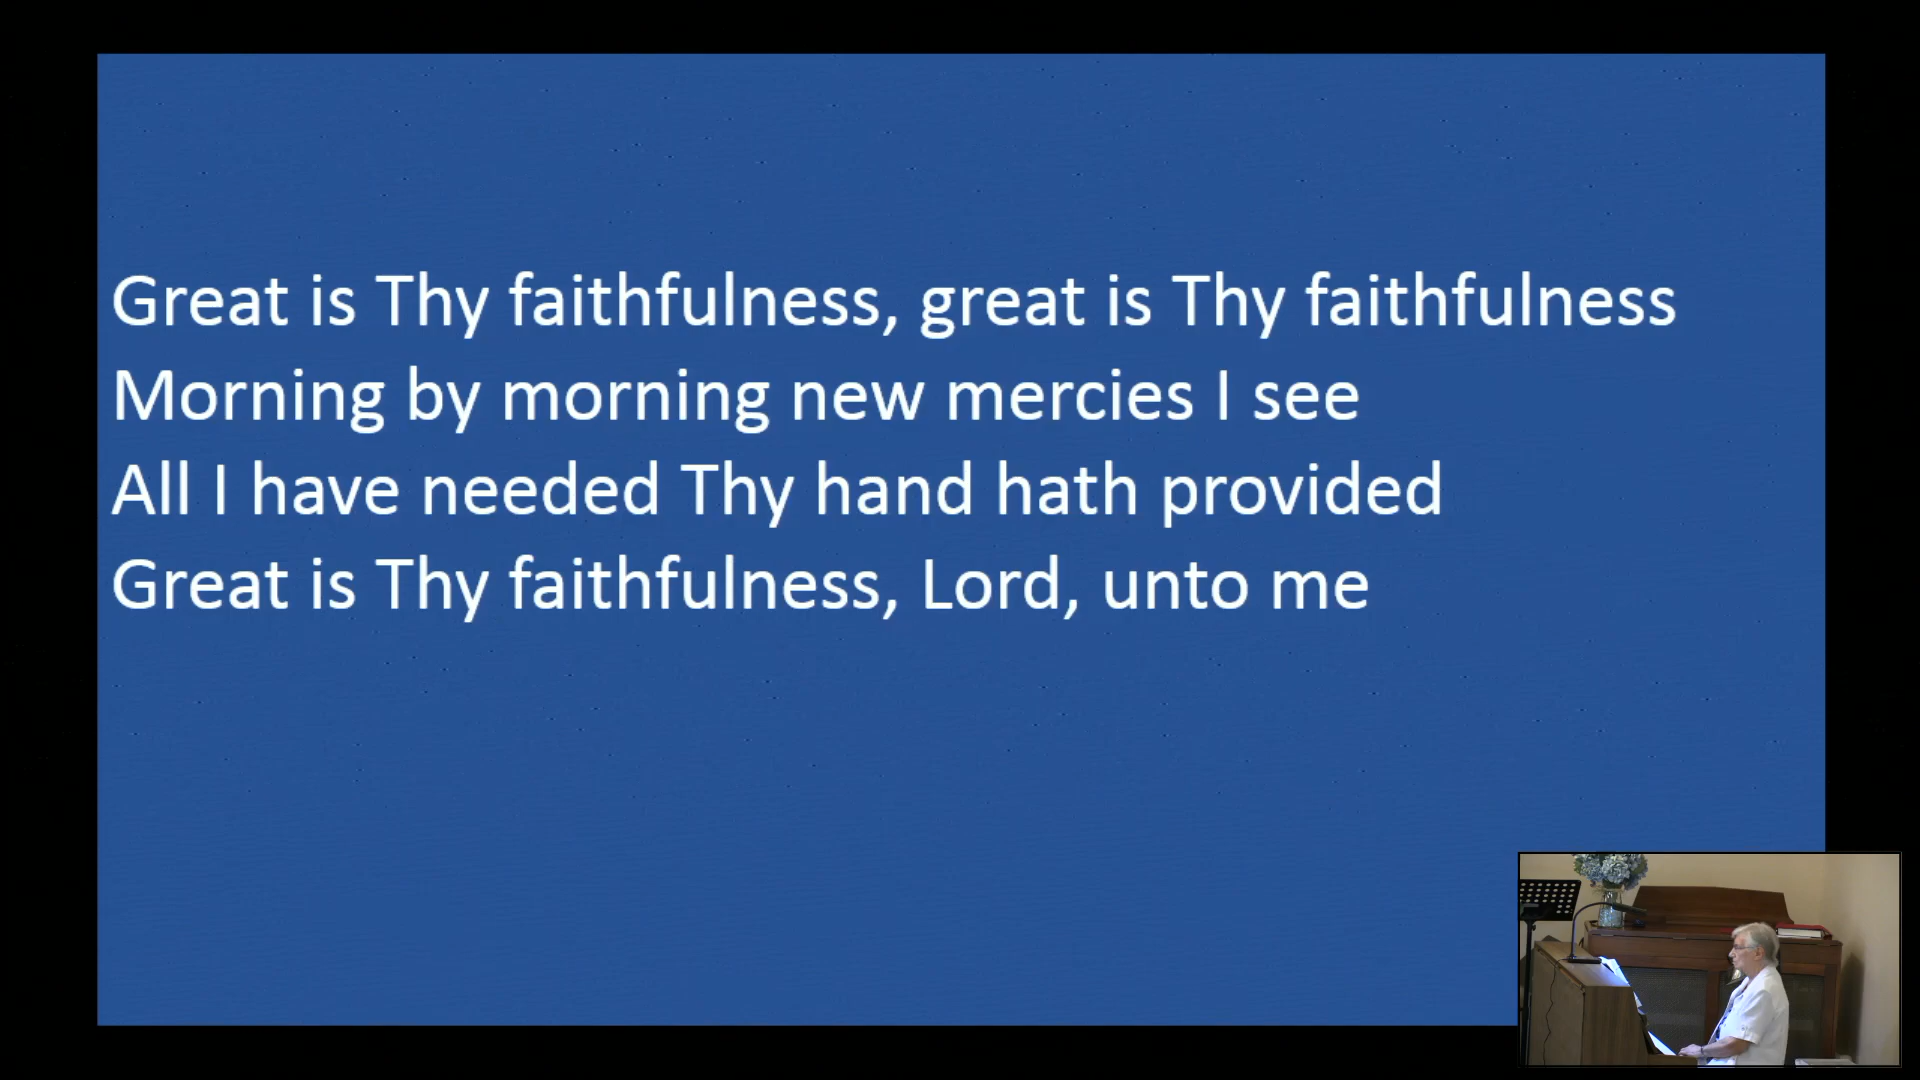 Great is Thy faithfulness, great is Thy faithfulness
Morning by morning new mercies I see
All I have needed Thy hand hath provided
Great is Thy faithfulness, Lord, unto me